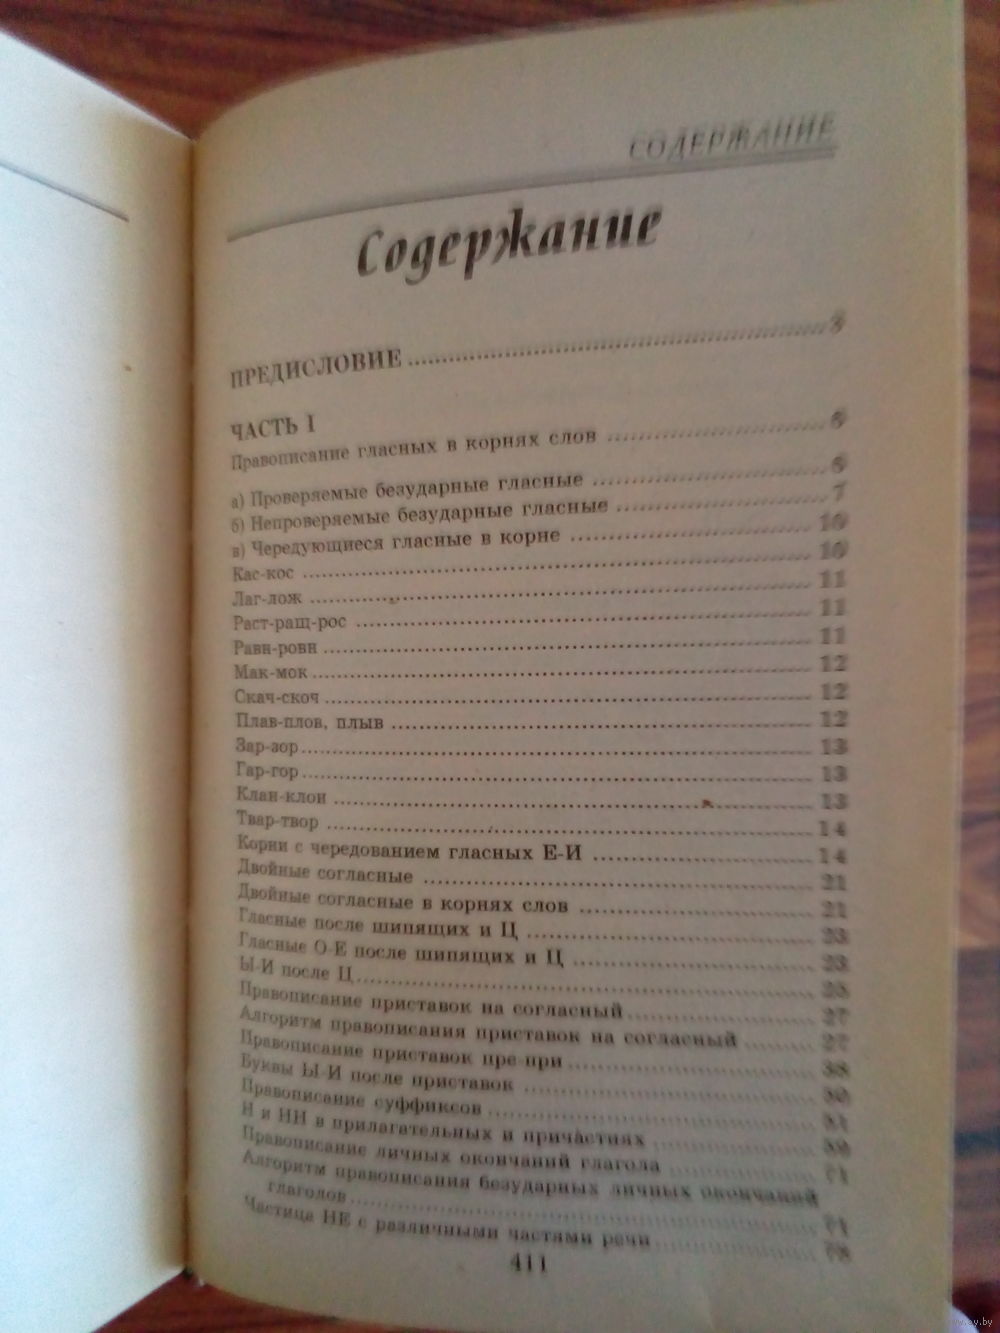 СОДЕРЖАНИЕ
Содержание
ПРЕДИСЛОВИЕ ........ 3
ЧАСТЬ I
Правописание гласных в корнях слов ........ 6
а) Проверяемые безударные гласные ........ 6
б) Непроверяемые безударные гласные ........ 7
в) Чередующиеся гласные в корне ........ 10
Кас-кос ........ 10
Лаг-лож ........ 11
Раст-ращ-рос ........ 11
Равн-ровн ........ 11
Мак-мок ........ 12
Скач-скоч ........ 12
Плав-плов, плыв ........ 12
Зар-зор ........ 13
Гар-гор ........ 13
Клан-клон ........ 13
Твар-твор ........ 14
Корни с чередованием гласных Е-И ........ 14
Двойные согласные ........ 21
Двойные согласные в корнях слов ........ 21
Гласные после шипящих и Ц ........ 23
Гласные О-Е после шипящих и Ц ........ 23
Ы-И после Ц ........ 25
Правописание приставок на согласный ........ 27
Алгоритм правописания приставок на согласный ........ 27
Правописание приставок пре-при ........
Буквы Ы-И после приставок ........
Правописание суффиксов ........
Н и НН в прилагательных и причастиях ........
Правописание личных окончаний глагола ........ 71
Алгоритм правописания безударных личных окончаний
глаголов ........ 71
Частица НЕ с различными частями речи ........ 78
411